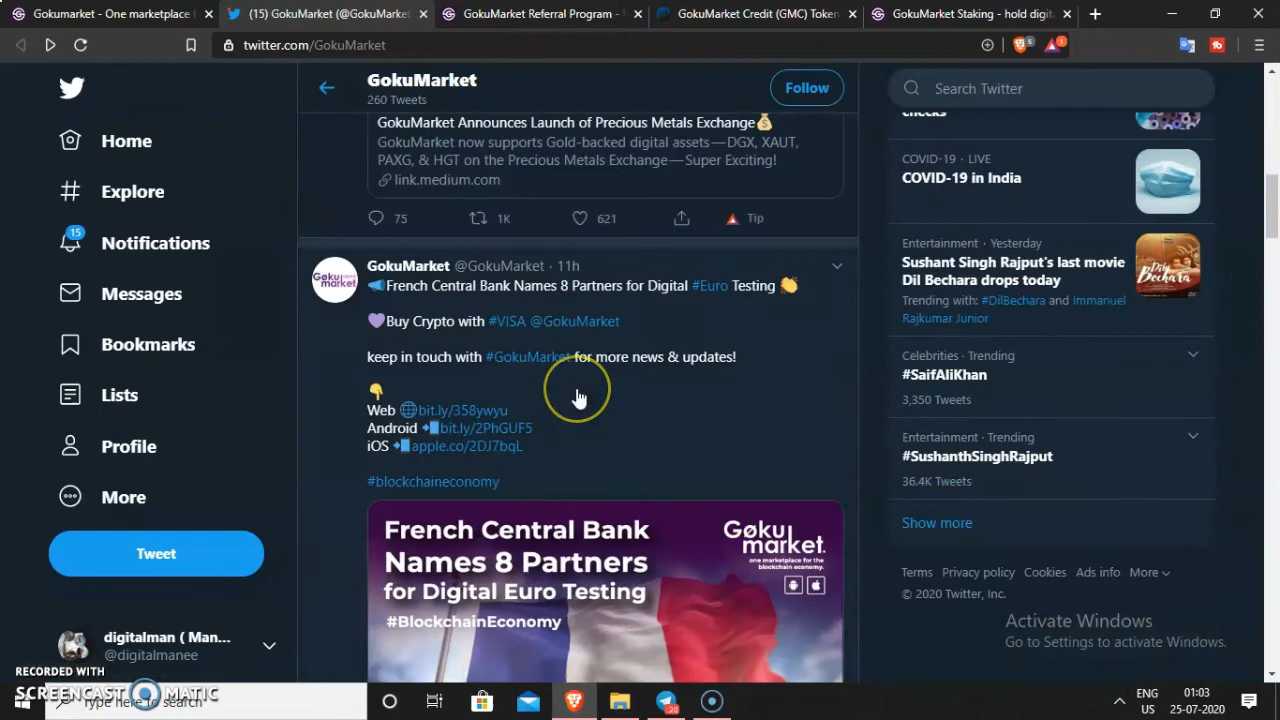 GokuMarket - One marketplace
(15) GokuMarket (@GokuMarket
GokuMarket Referral Program -
GokuMarket Credit (GMC) Token
GokuMarket Staking - hold digit
twitter.com/GokuMarket
5
1
Home
Explore
15
Notifications
Messages
Bookmarks
Lists
Profile
More
Tweet
digitalman ( Man...
@digitalmanee
GokuMarket
260 Tweets
Follow
GokuMarket Announces Launch of Precious Metals Exchange💰
GokuMarket now supports Gold-backed digital assets — DGX, XAUT,
PAXG, & HGT on the Precious Metals Exchange — Super Exciting!
link.medium.com
75 1K 621 Tip
GokuMarket @GokuMarket · 11h
📣French Central Bank Names 8 Partners for Digital #Euro Testing 👏
💜Buy Crypto with #VISA @GokuMarket
keep in touch with #GokuMarket for more news & updates!
👇
Web 🌐bit.ly/358ywyu
Android 📲bit.ly/2PhGUF5
iOS 📲apple.co/2DJ7bqL
#blockchaineconomy
Gokumarket
French Central Bank
Names 8 Partners
for Digital Euro Testing
#BlockchainEconomy
Goku
market.
one marketplace for the
blockchain economy.
Search Twitter
checks
COVID-19 · LIVE
COVID-19 in India
Entertainment · Yesterday
Sushant Singh Rajput's last movie
Dil Bechara drops today
Trending with: #DilBechara and Immanuel
Rajkumar Junior
Celebrities · Trending
#SaifAliKhan
3,350 Tweets
Entertainment · Trending
#SushanthSinghRajput
36.4K Tweets
Show more
Terms Privacy policy Cookies Ads info More
© 2020 Twitter, Inc.
Activate Windows
Go to Settings to activate Windows.
RECORDED WITH
SCREENCAST MATIC
Type here to search
20
ENG
US
01:03
25-07-2020